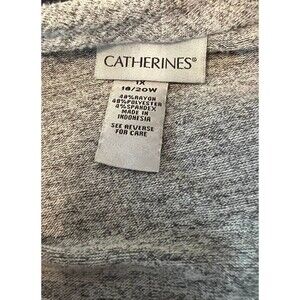 CATHERINES®
1X
18/20W
48%RAYON
48%POLYESTER
4%SPANDEX
MADE IN
INDONESIA
SEE REVERSE
FOR CARE